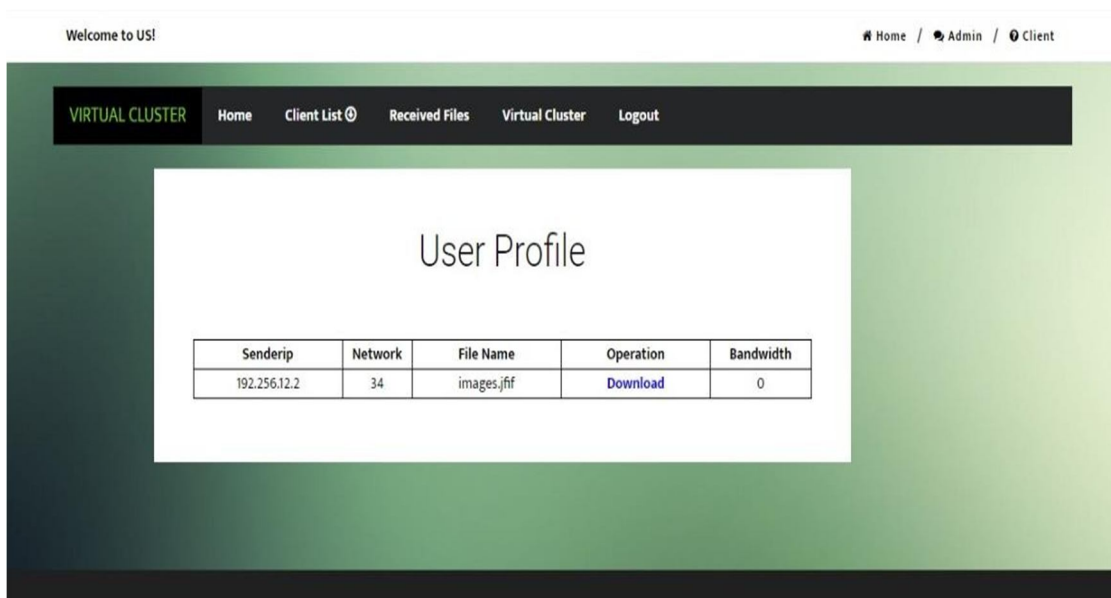 Welcome to US!
Home / Admin / Client
VIRTUAL CLUSTER Home Client List Received Files Virtual Cluster Logout
User Profile
Senderip Network File Name Operation Bandwidth
192.256.12.2 34 images.jfif Download 0